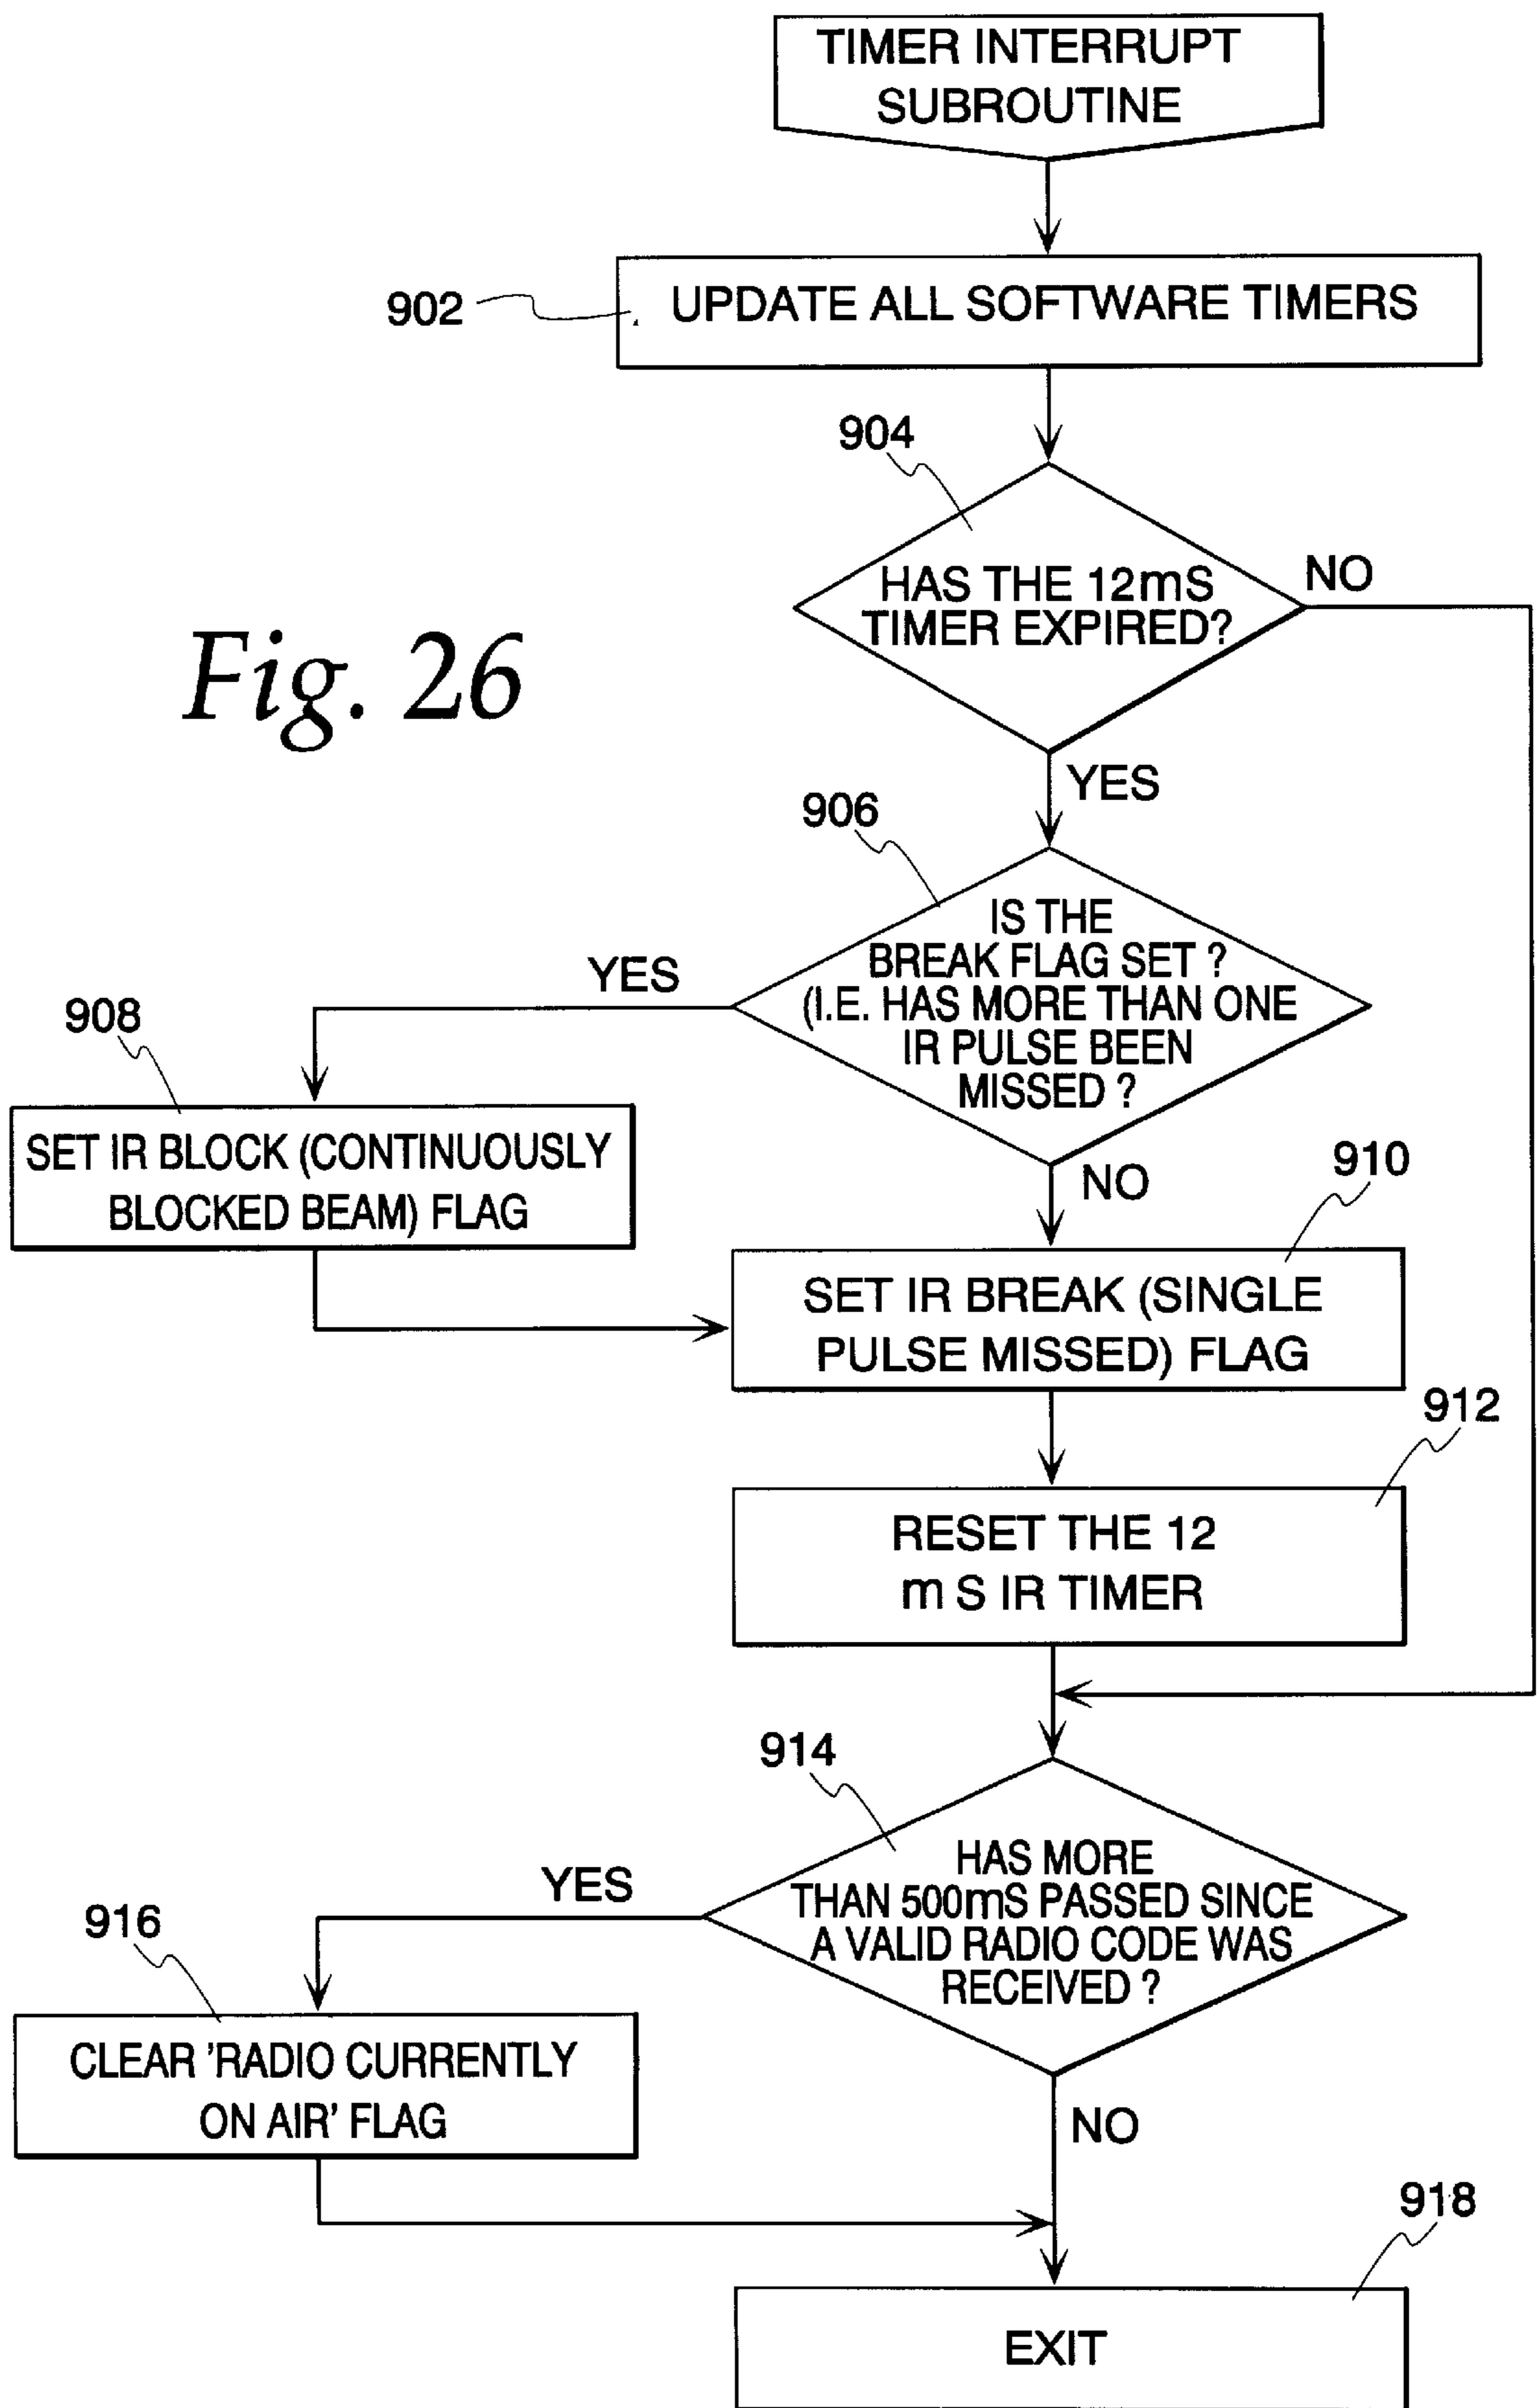 TIMER INTERRUPT
SUBROUTINE
902
UPDATE ALL SOFTWARE TIMERS
904
HAS THE 12mS
TIMER EXPIRED?
NO
Fig. 26
YES
906
IS THE
BREAK FLAG SET ?
(I.E. HAS MORE THAN ONE
IR PULSE BEEN
MISSED ?
YES
908
SET IR BLOCK (CONTINUOUSLY
BLOCKED BEAM) FLAG
NO
910
SET IR BREAK (SINGLE
PULSE MISSED) FLAG
912
RESET THE 12
m S IR TIMER
914
HAS MORE
THAN 500mS PASSED SINCE
A VALID RADIO CODE WAS
RECEIVED ?
YES
916
CLEAR 'RADIO CURRENTLY
ON AIR' FLAG
NO
918
EXIT